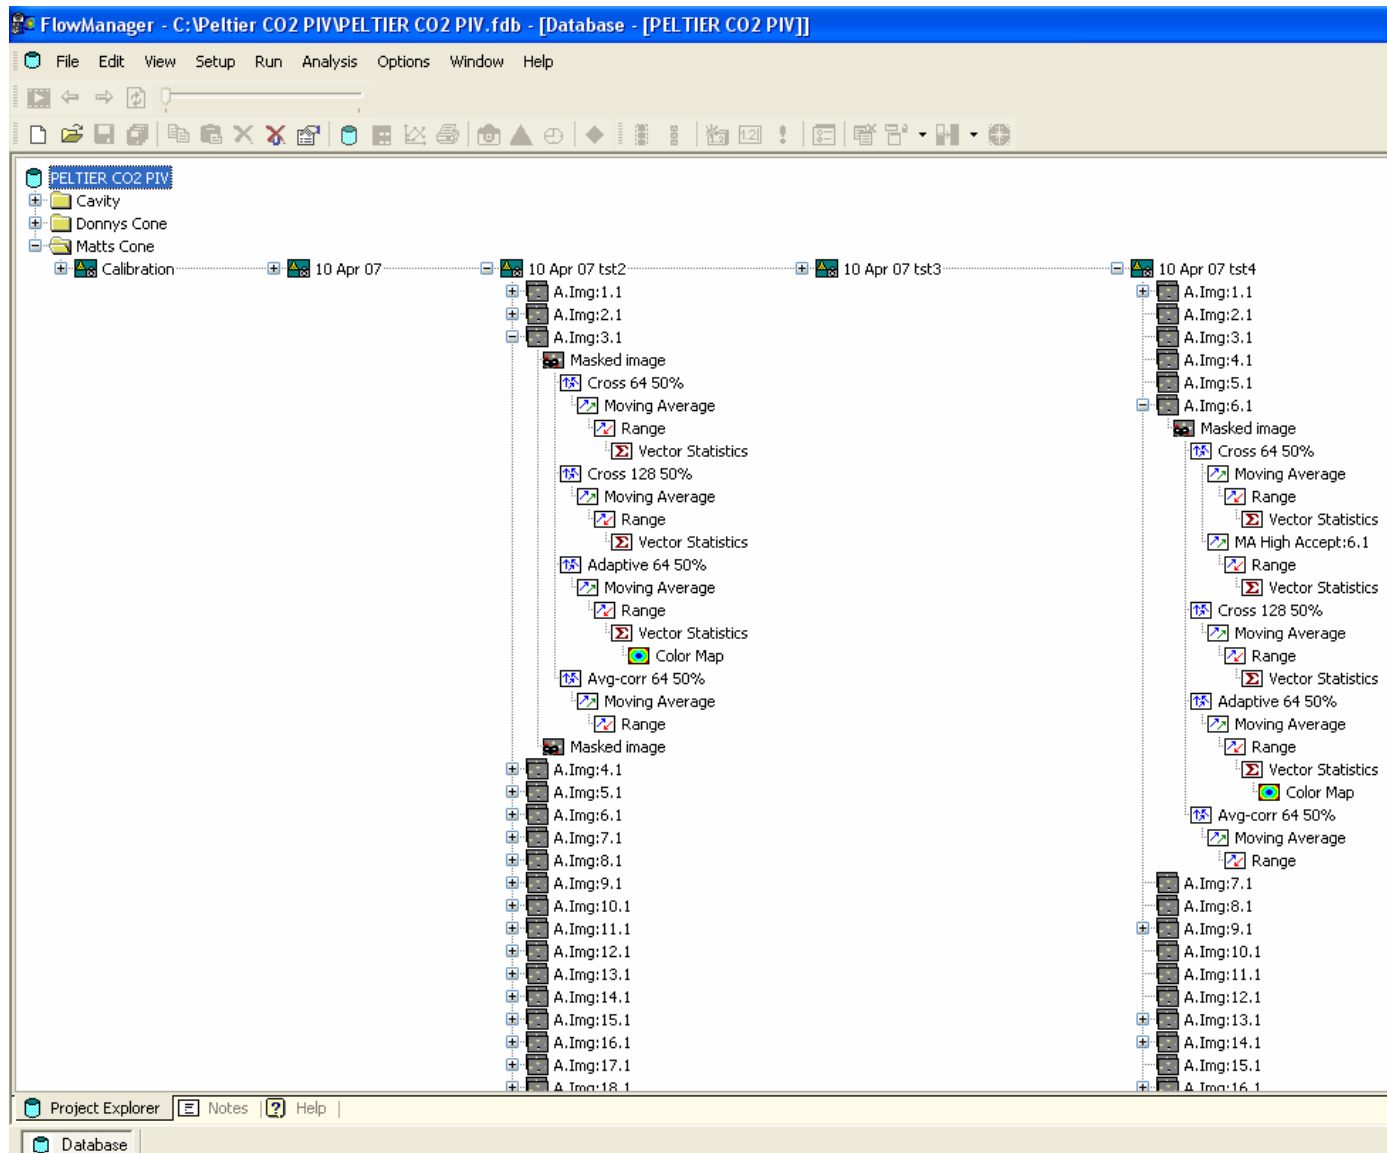 FlowManager - C:\Peltier CO2 PIV\PELTIER CO2 PIV.fdb - [Database - [PELTIER CO2 PIV]]
File Edit View Setup Run Analysis Options Window Help
PELTIER CO2 PIV
Cavity
Donnys Cone
Matts Cone
Calibration 10 Apr 07 10 Apr 07 tst2 10 Apr 07 tst3 10 Apr 07 tst4
A.Img:1.1 A.Img:1.1
A.Img:2.1 A.Img:2.1
A.Img:3.1 A.Img:3.1
Masked image A.Img:4.1
Cross 64 50% A.Img:5.1
Moving Average A.Img:6.1
Range Masked image
Vector Statistics Cross 64 50%
Cross 128 50% Moving Average
Moving Average Range
Range Vector Statistics
Vector Statistics MA High Accept:6.1
Adaptive 64 50% Range
Moving Average Vector Statistics
Range Cross 128 50%
Vector Statistics Moving Average
Color Map Range
Avg-corr 64 50% Vector Statistics
Moving Average Adaptive 64 50%
Range Moving Average
Masked image Range
A.Img:4.1 Vector Statistics
A.Img:5.1 Color Map
A.Img:6.1 Avg-corr 64 50%
A.Img:7.1 Moving Average
A.Img:8.1 Range
A.Img:9.1 A.Img:7.1
A.Img:10.1 A.Img:8.1
A.Img:11.1 A.Img:9.1
A.Img:12.1 A.Img:10.1
A.Img:13.1 A.Img:11.1
A.Img:14.1 A.Img:12.1
A.Img:15.1 A.Img:13.1
A.Img:16.1 A.Img:14.1
A.Img:17.1 A.Img:15.1
A.Img:18.1 A.Img:16.1
Project Explorer Notes Help
Database